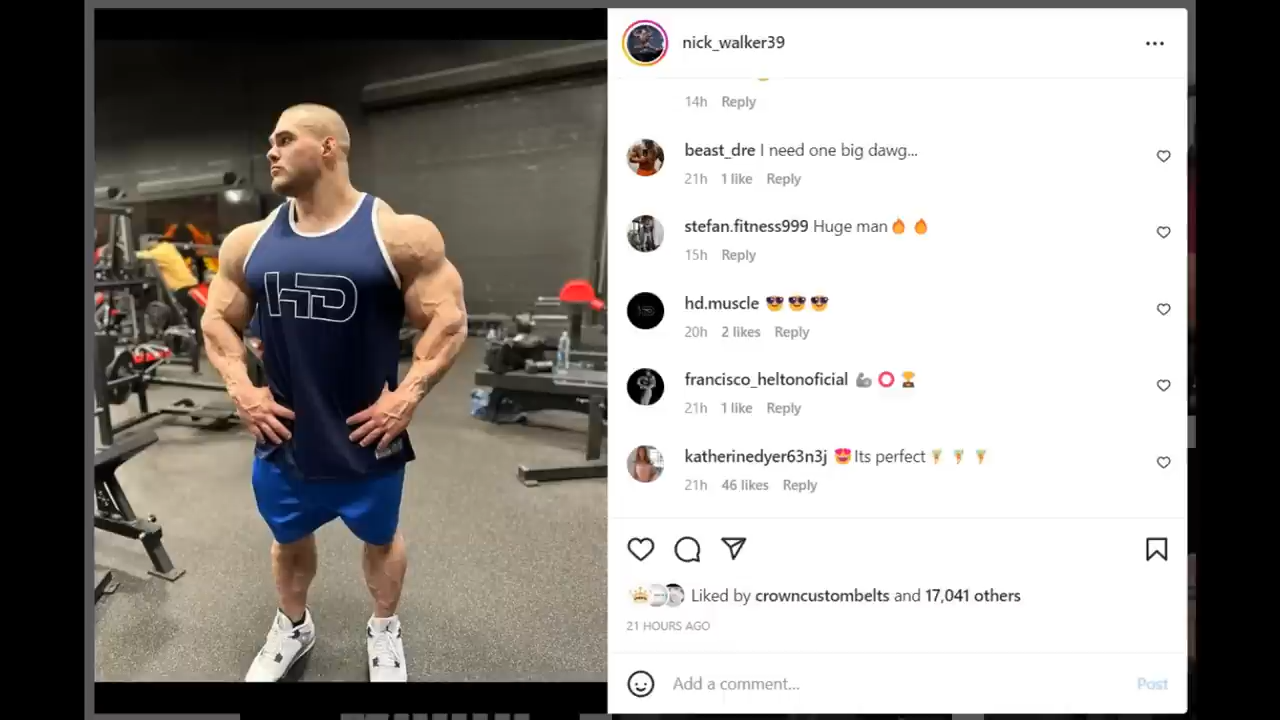 nick_walker39
14h Reply
beast_dre I need one big dawg...
21h 1 like Reply
stefan.fitness999 Huge man🔥🔥
15h Reply
hd.muscle 😎😎😎
20h 2 likes Reply
francisco_heltonoficial 🦾⭕🏆
21h 1 like Reply
katherinedyer63n3j 😍Its perfect
21h 46 likes Reply
Liked by crowncustombelts and 17,041 others
21 HOURS AGO
Add a comment... Post
HD